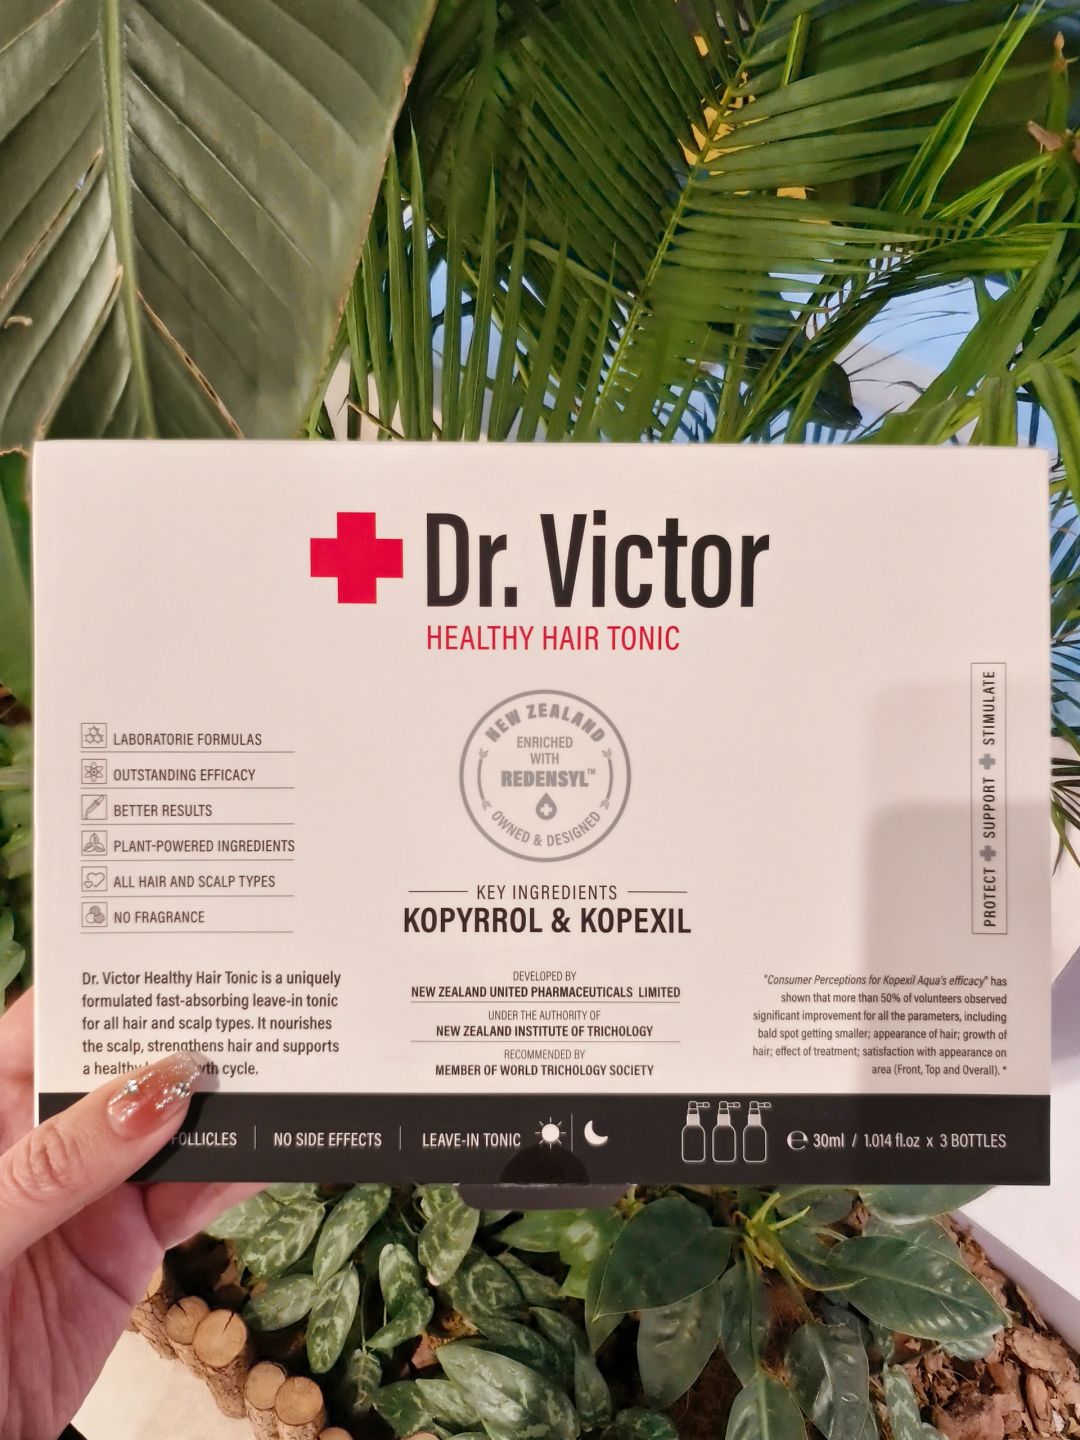 Dr. Victor
HEALTHY HAIR TONIC
LABORATORIE FORMULAS
OUTSTANDING EFFICACY
BETTER RESULTS
PLANT-POWERED INGREDIENTS
ALL HAIR AND SCALP TYPES
NO FRAGRANCE
NEW ZEALAND
ENRICHED
WITH
REDENSYL™
OWNED & DESIGNED
PROTECT + SUPPORT + STIMULATE
KEY INGREDIENTS
KOPYRROL & KOPEXIL
Dr. Victor Healthy Hair Tonic is a uniquely
formulated fast-absorbing leave-in tonic
for all hair and scalp types. It nourishes
the scalp, strengthens hair and supports
a healthy cycle.
DEVELOPED BY
NEW ZEALAND UNITED PHARMACEUTICALS LIMITED
UNDER THE AUTHORITY OF
NEW ZEALAND INSTITUTE OF TRICHOLOGY
RECOMMENDED BY
MEMBER OF WORLD TRICHOLOGY SOCIETY
"Consumer Perceptions for Kopexil Aqua's efficacy" has
shown that more than 50% of volunteers observed
significant improvement for all the parameters, including
bald spot getting smaller; appearance of hair; growth of
hair; effect of treatment; satisfaction with appearance on
area (Front, Top and Overall). *
FOLLICLES | NO SIDE EFFECTS | LEAVE-IN TONIC
℮ 30ml / 1.014 fl.oz x 3 BOTTLES